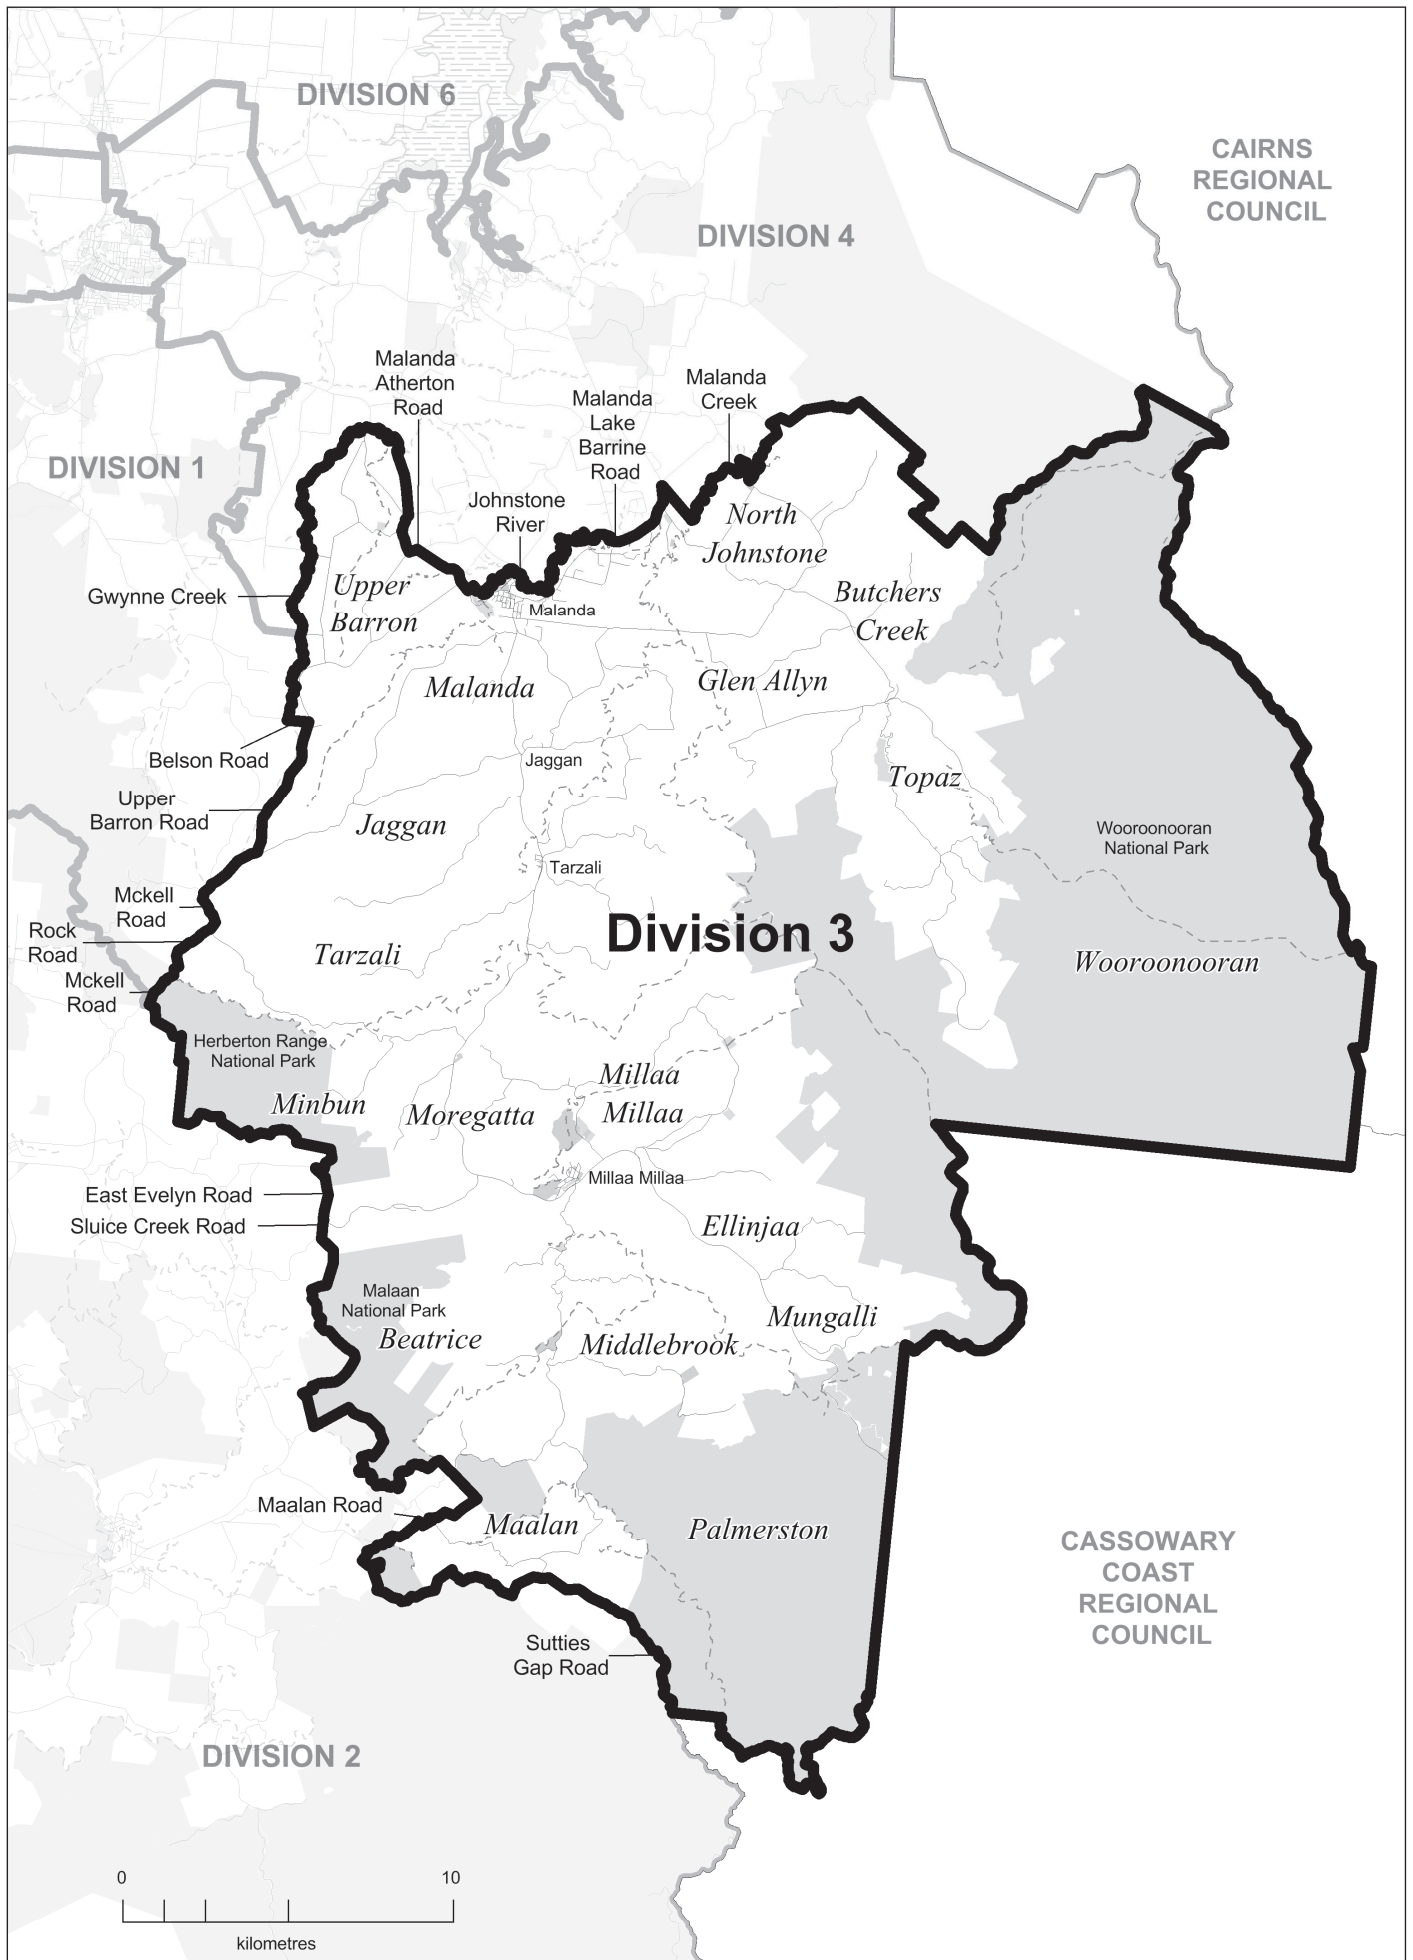 DIVISION 6
CAIRNS
REGIONAL
COUNCIL
DIVISION 4
Malanda
Atherton
Road
Malanda
Lake
Barrine
Road
Malanda
Creek
DIVISION 1
Johnstone
River
North
Johnstone
Gwynne Creek
Upper
Barron
Malanda
Butchers
Creek
Malanda
Glen Allyn
Belson Road
Jaggan
Topaz
Upper
Barron Road
Jaggan
Wooroonooran
National Park
Tarzali
Mckell
Road
Rock
Road
Division 3
Tarzali
Wooroonooran
Mckell
Road
Herberton Range
National Park
Minbun
Moregatta
Millaa
Millaa
Millaa Millaa
East Evelyn Road
Sluice Creek Road
Ellinjaa
Malaan
National Park
Beatrice
Middlebrook
Mungalli
Maalan Road
Maalan
Palmerston
CASSOWARY
COAST
REGIONAL
COUNCIL
Sutties
Gap Road
DIVISION 2
0 10
kilometres